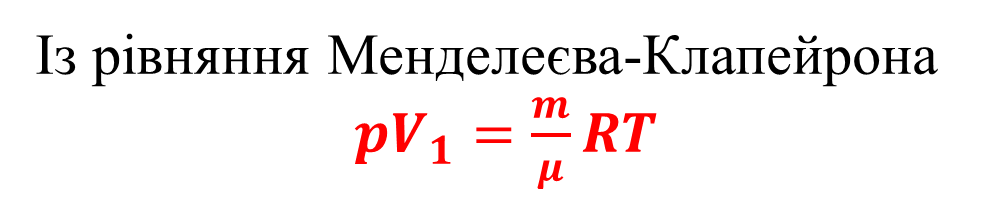 Із рівняння Менделеєва-Клапейрона
pV₁ = m/μ RT